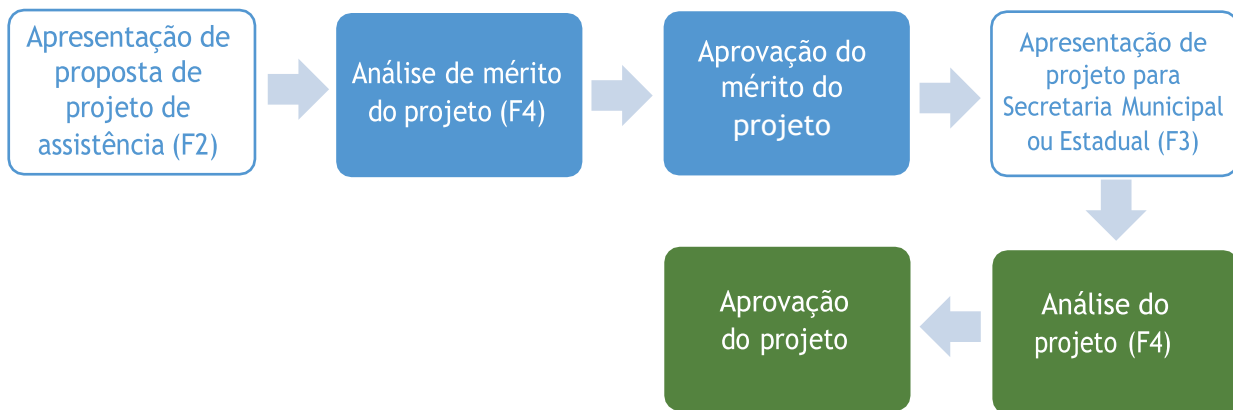 Apresentação de
proposta de
projeto de
assistência (F2)
Análise de mérito
do projeto (F4)
Aprovação do
mérito do
projeto
Apresentação de
projeto para
Secretaria Municipal
ou Estadual (F3)
Análise do
projeto (F4)
Aprovação
do projeto